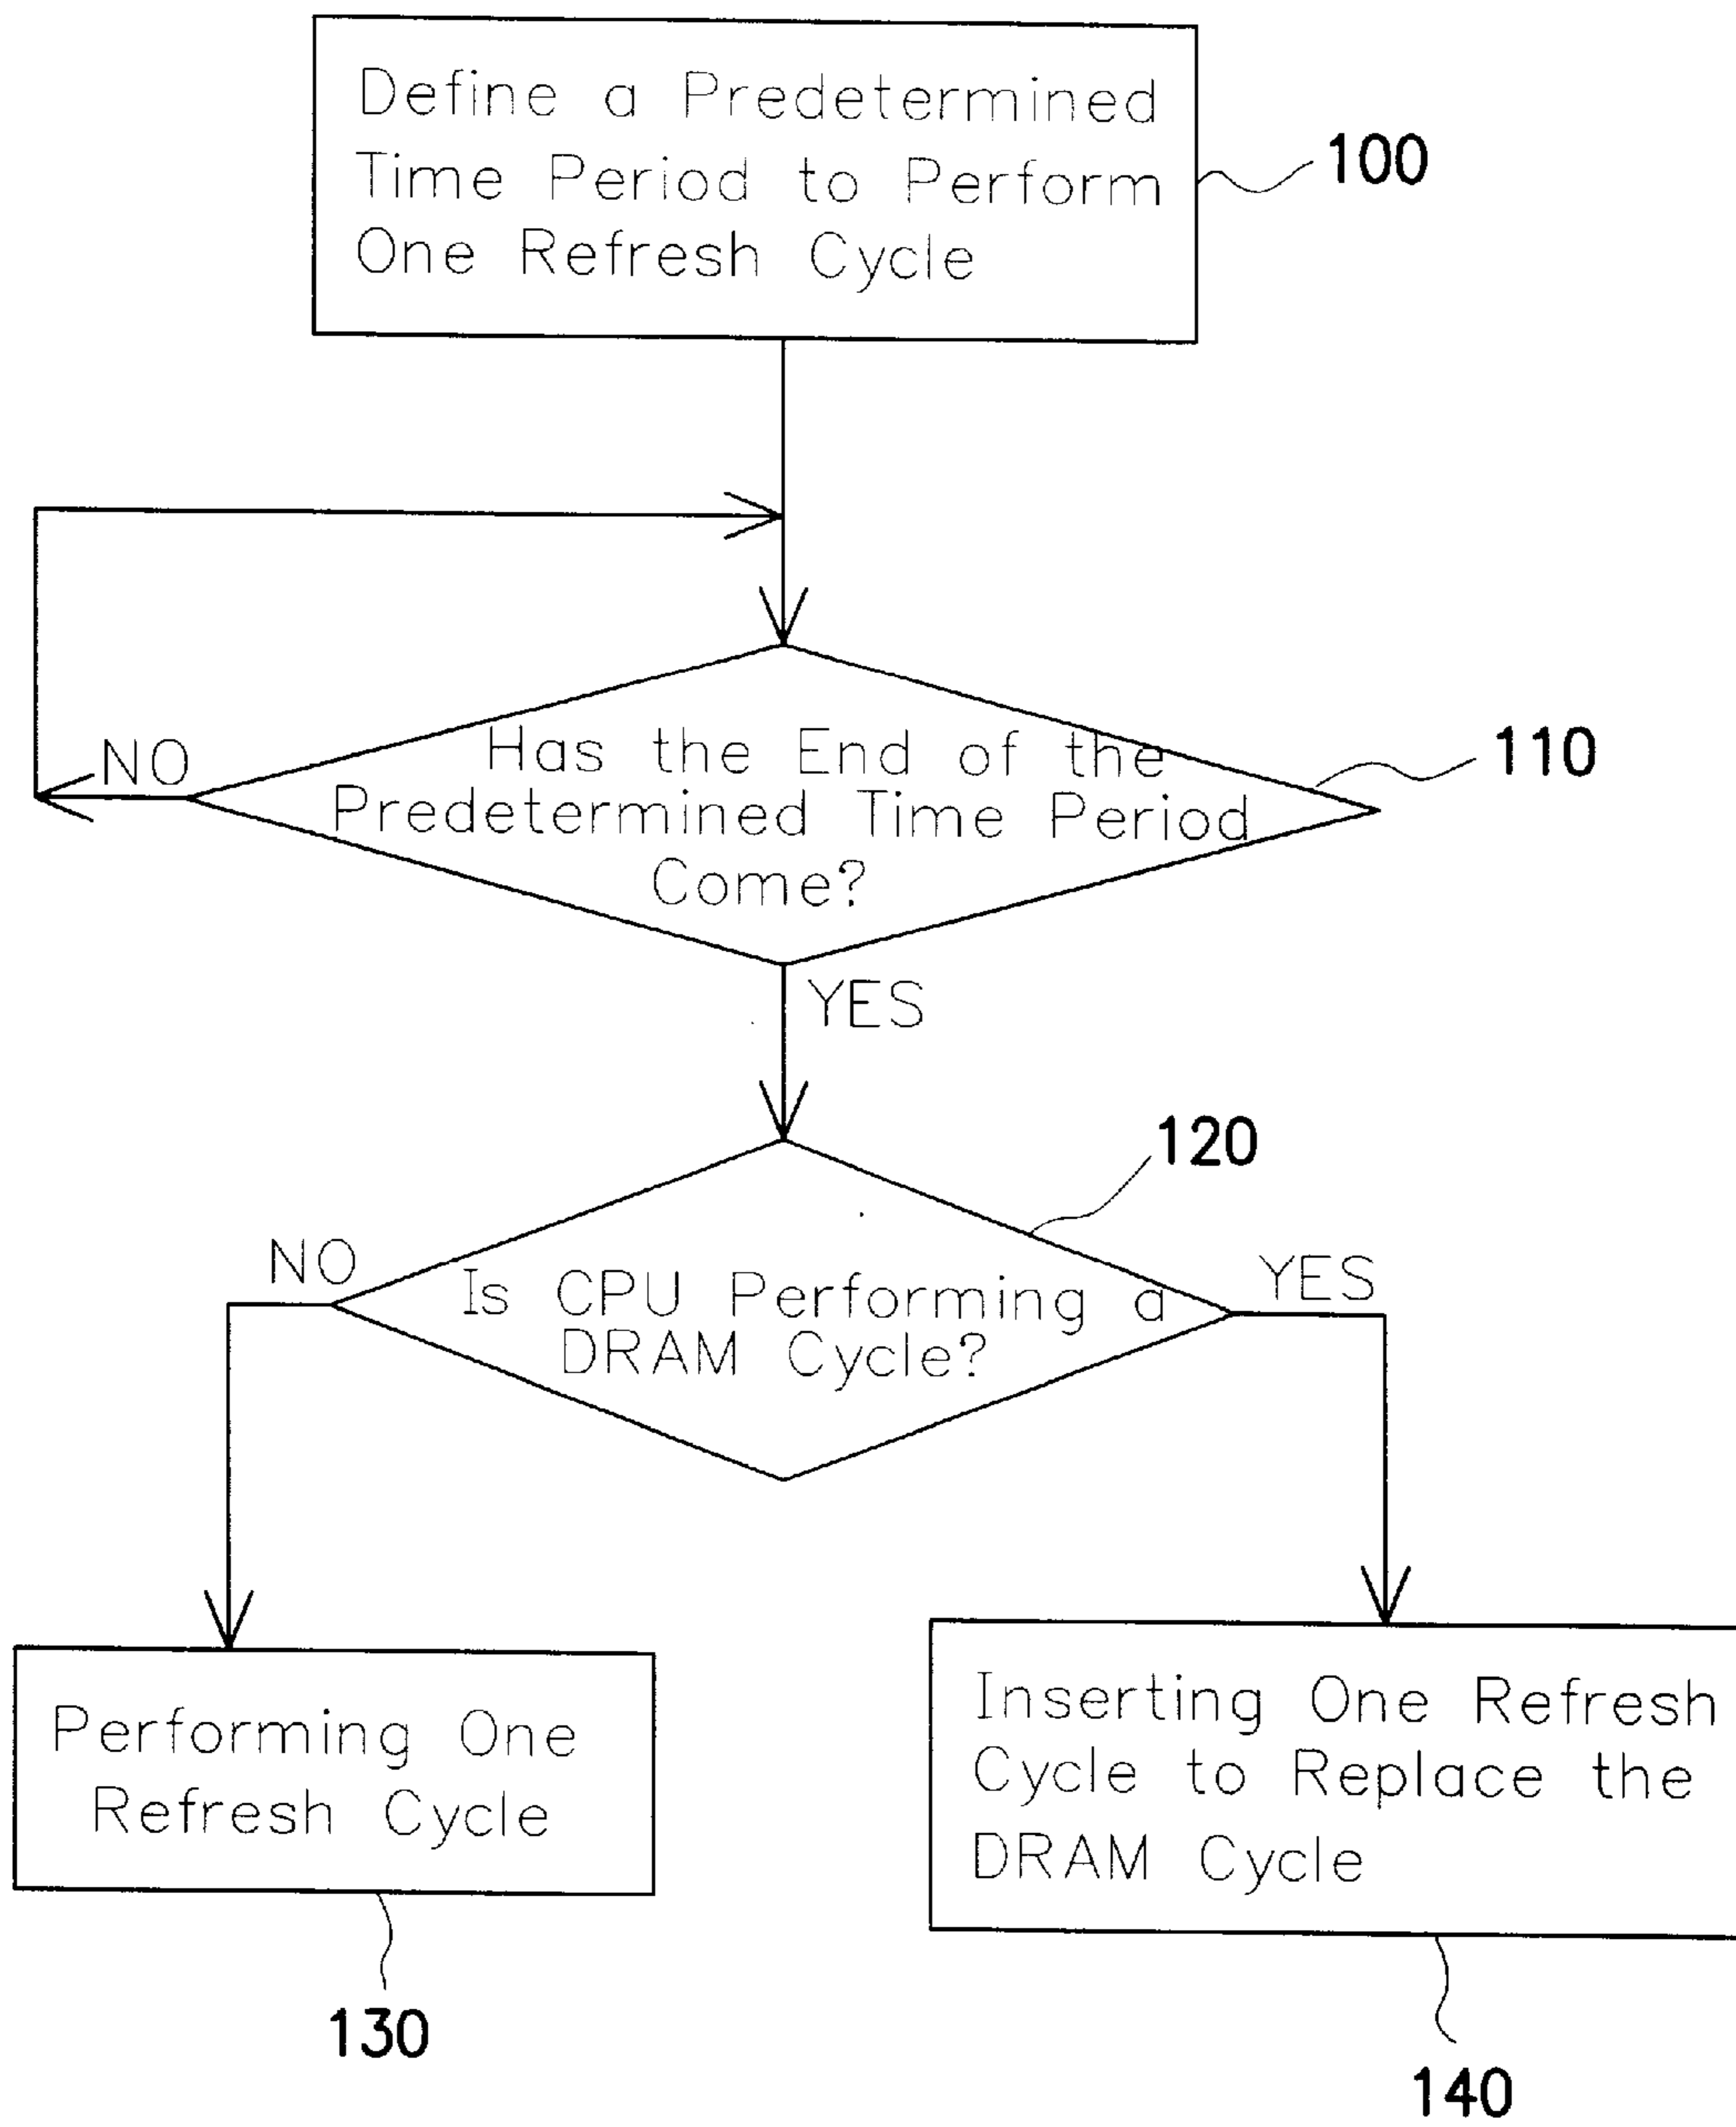 Define a Predetermined
Time Period to Perform
One Refresh Cycle
100
NO
Has the End of the
Predetermined Time Period
Come?
110
YES
120
NO
Is CPU Performing a
DRAM Cycle?
YES
Performing One
Refresh Cycle
130
Inserting One Refresh
Cycle to Replace the
DRAM Cycle
140